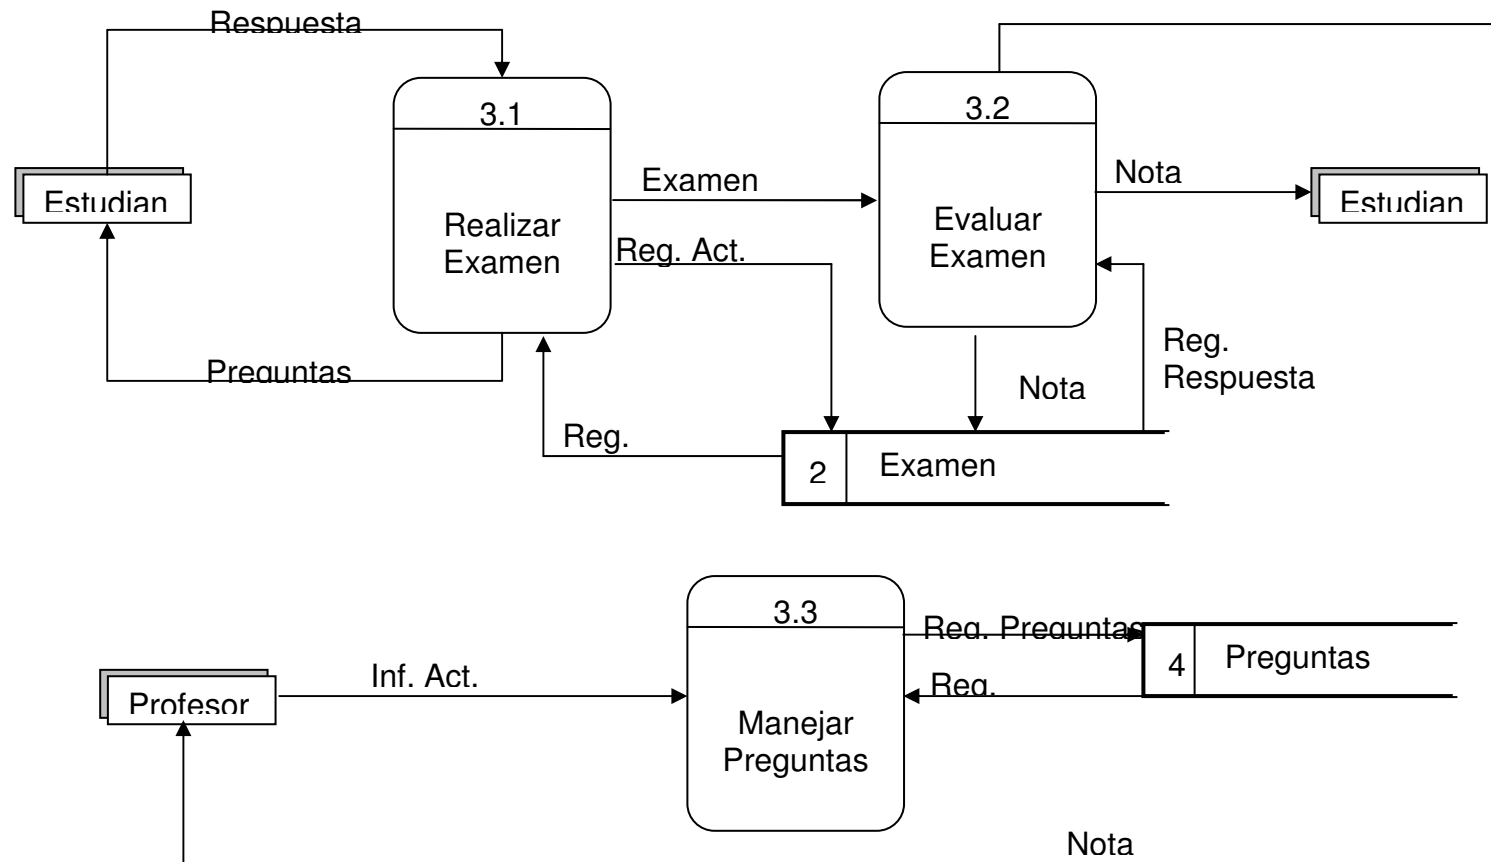 Respuesta
3.1
3.2
Examen
Nota
Estudian
Estudian
Realizar
Examen
Evaluar
Examen
Reg. Act.
Reg.
Respuesta
Preguntas
Nota
Reg.
2
Examen
3.3
Reg. Preguntas
4
Preguntas
Inf. Act.
Reg.
Profesor
Manejar
Preguntas
Nota